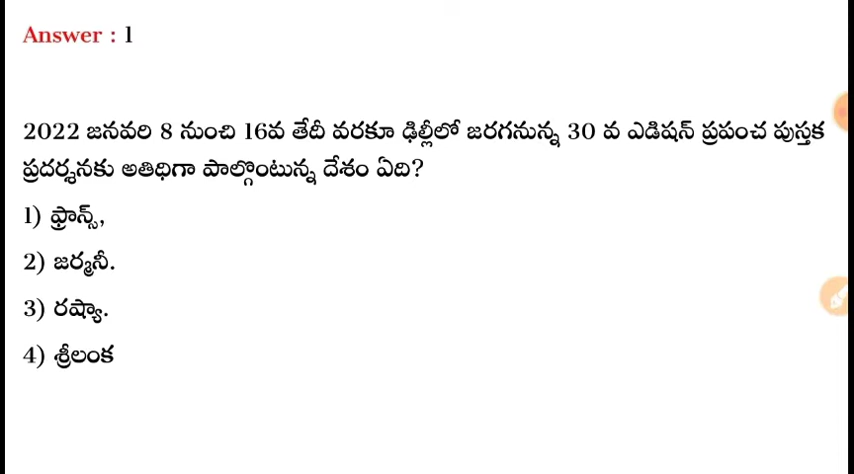 Answer : 1
2022 జనవరి 8 నుంచి 16వ తేదీ వరకూ ఢిల్లీలో జరగనున్న 30 వ ఎడిషన్ ప్రపంచ పుస్తక
ప్రదర్శనకు అతిధిగా పాల్గొంటున్న దేశం ఏది?
1) ఫ్రాన్స్,
2) జర్మనీ.
3) రష్యా.
4) శ్రీలంక